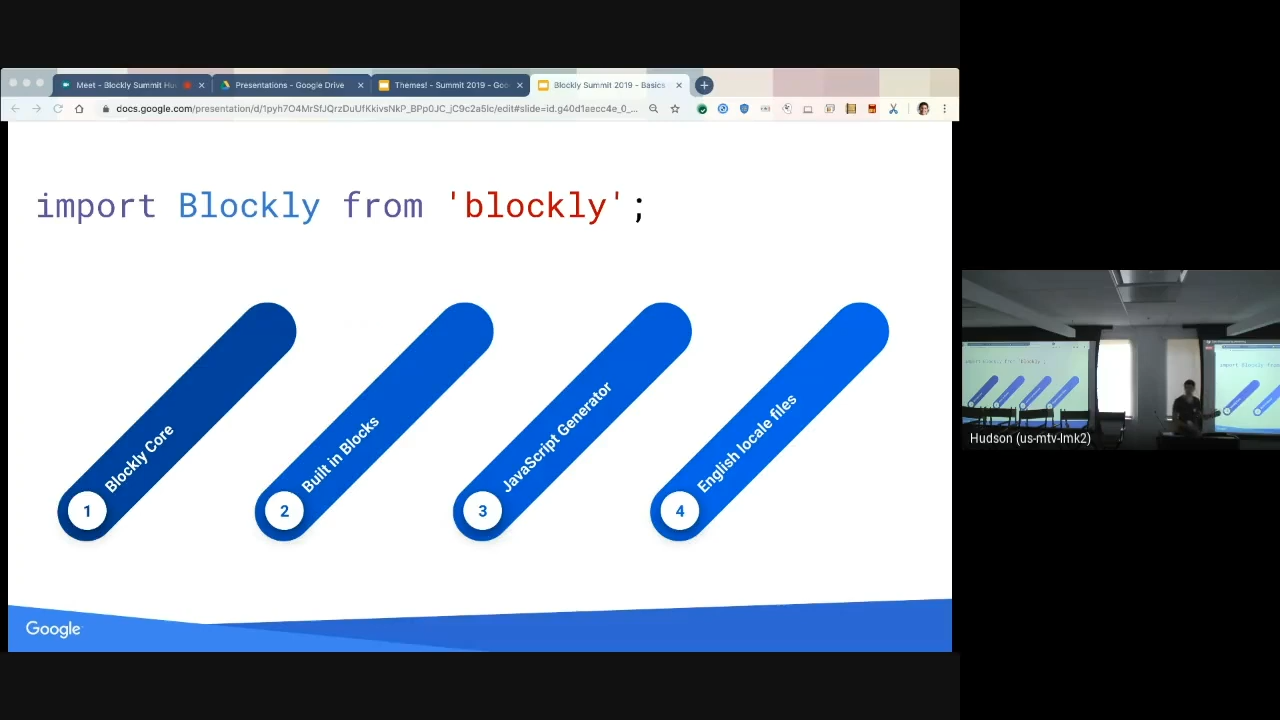 Meet - Blockly Summit Hu
Presentations - Google Drive
Themes! - Summit 2019 - Goo
Blockly Summit 2019 - Basics
docs.google.com/presentation/d/1pyh7O4MrSfJQrzDuUfKkivsNkP_BPp0JC_jC9c2a5lc/edit#slide=id.g40d1aecc4e_0_...
import Blockly from 'blockly';
1 Blockly Core
2 Built in Blocks
3 JavaScript Generator
4 English locale files
Google
Hudson (us-mtv-lmk2)